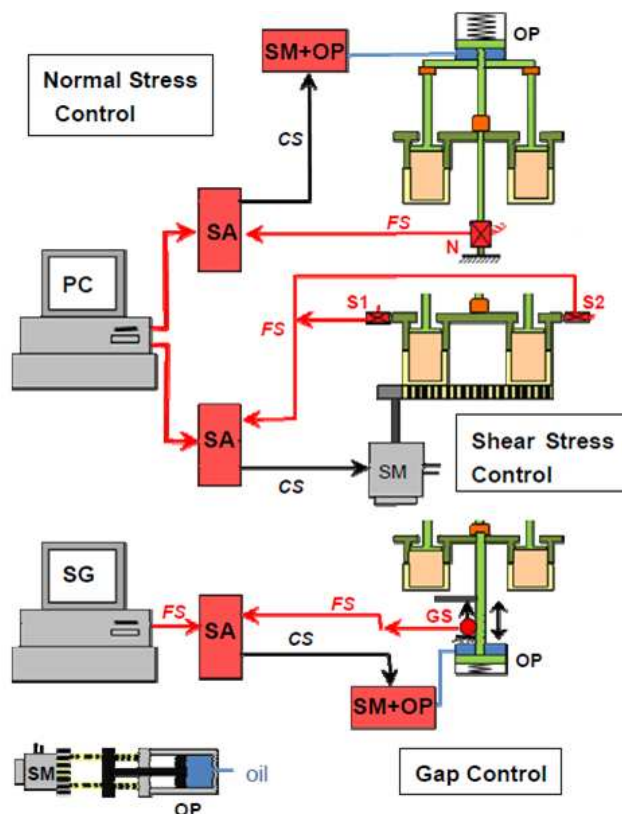 OP
SM+OP
Normal Stress
Control
CS
SA
FS
N
PC
S1
S2
FS
SA
Shear Stress
Control
SM
CS
SG
FS
SA
FS
GS
CS
OP
SM+OP
SM
oil
OP
Gap Control